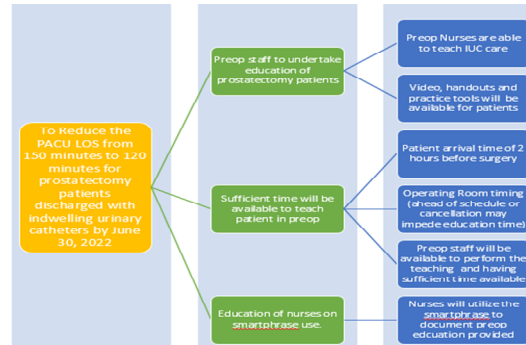 To Reduce the
PACU LOS from
150 minutes to 120
minutes for
prostatectomy
patients
discharged with
indwelling urinary
catheters by June
30, 2022
Preop staff to undertake
education of
prostatectomy patients
Sufficient time will be
available to teach
patient in preop
Education of nurses on
smartphrase use.
Preop Nurses are able
to teach IUC care
Video, handouts and
practice tools will be
available for patients
Patient arrival time of 2
hours before surgery
Operating Room timing
(ahead of schedule or
cancellation may
impede education time)
Preop staff will be
available to perform the
teaching and having
sufficient time available
Nurses will utilize the
smartphrase to
document preop
edcuation provided